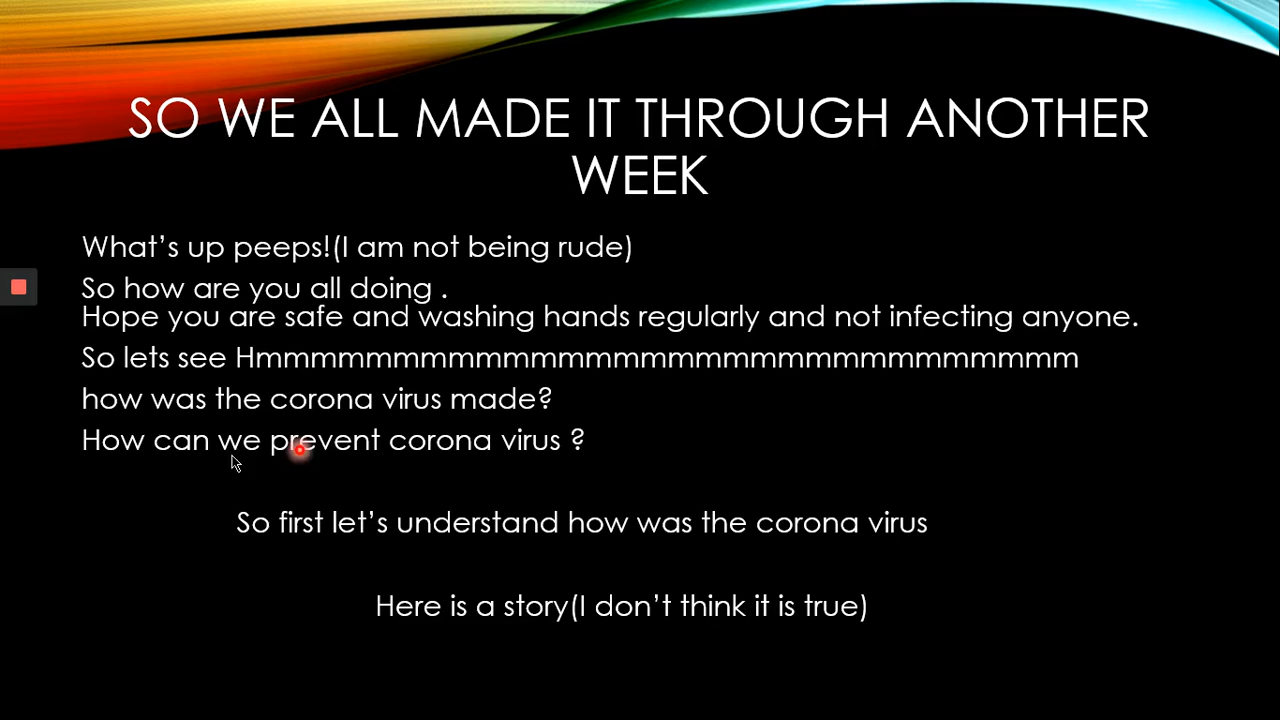 SO WE ALL MADE IT THROUGH ANOTHER
WEEK
What's up peeps!(I am not being rude)
So how are you all doing .
Hope you are safe and washing hands regularly and not infecting anyone.
So lets see Hmmmmmmmmmmmmmmmmmmmmmmmmmmmmmm
how was the corona virus made?
How can we prevent corona virus ?
So first let's understand how was the corona virus
Here is a story(I don't think it is true)